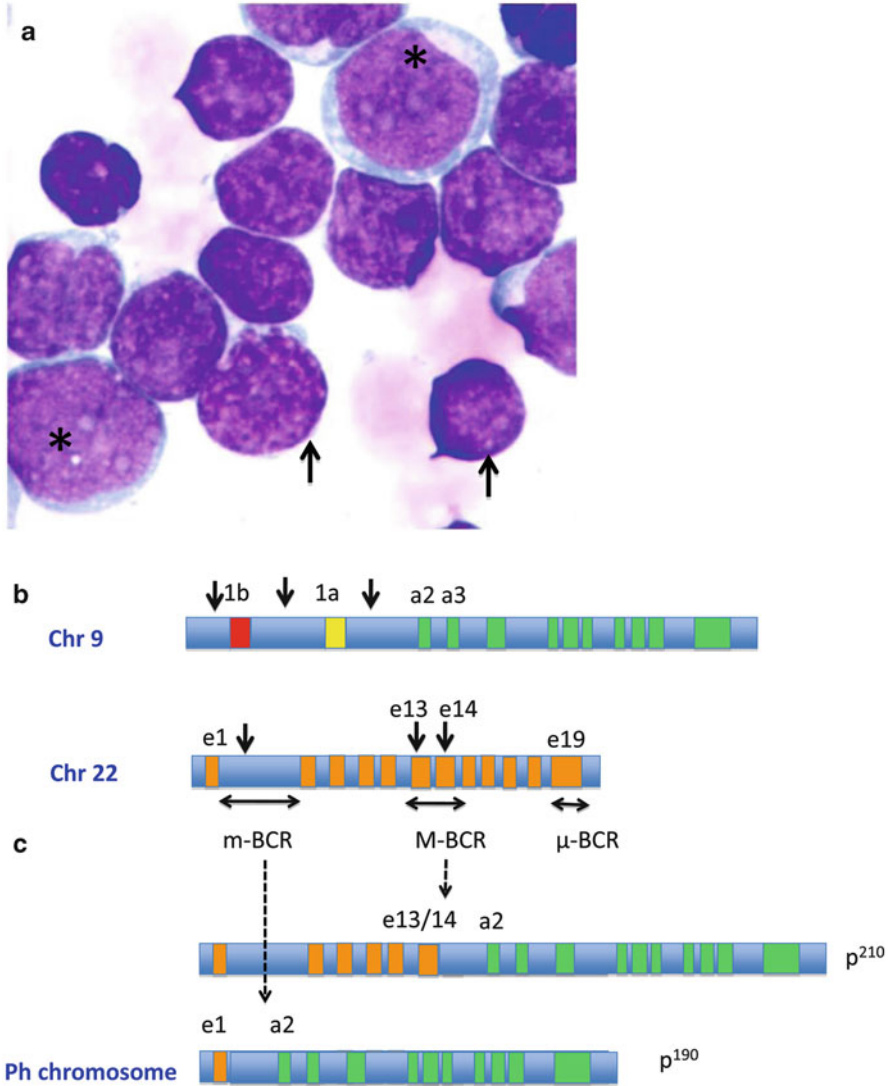 a
*
*
b
1b 1a a2 a3
Chr 9
e13 e14
e1 e19
Chr 22
m-BCR M-BCR µ-BCR
c
e13/14 a2
p210
e1 a2
Ph chromosome p190